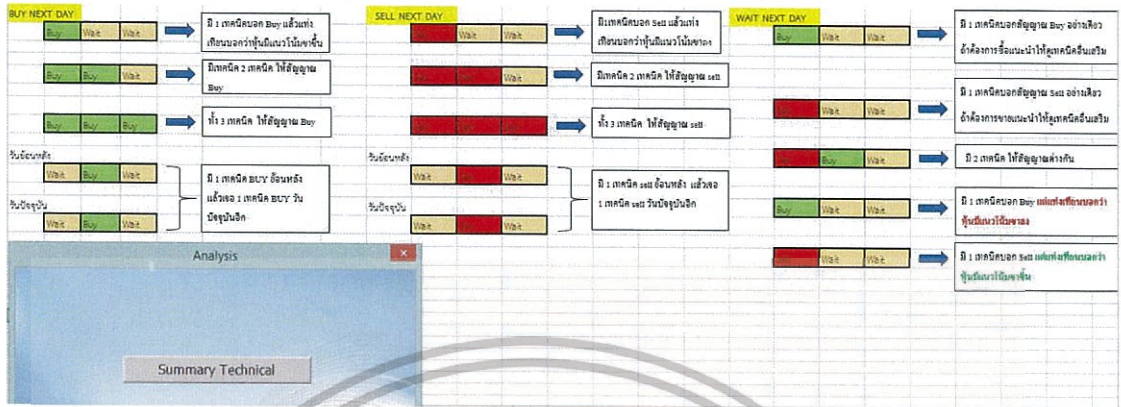 BUY NEXT DAY
Buy Wait Wait
มี 1 เทคนิคบอก Buy แล้วแท่ง
เทียนบอกว่าหุ้นมีแนวโน้มขาขึ้น
Buy Buy Wait
มีเทคนิค 2 เทคนิค ให้สัญญาณ
Buy
Buy Buy Buy
ทั้ง 3 เทคนิค ให้สัญญาณ Buy
วันย้อนหลัง
Wait Buy Wait
วันปัจจุบัน
Wait Buy Wait
มี 1 เทคนิค BUY ย้อนหลัง
แล้วเจอ 1 เทคนิค BUY วัน
ปัจจุบันอีก
SELL NEXT DAY
Wait Wait
มี1เทคนิคบอก Sell แล้วแท่ง
เทียนบอกว่าหุ้นมีแนวโน้มขาลง
Wait
มีเทคนิค 2 เทคนิค ให้สัญญาณ sell
ทั้ง 3 เทคนิค ให้สัญญาณ sell
วันย้อนหลัง
Wait Wait
วันปัจจุบัน
Wait Wait
มี 1 เทคนิค sell ย้อนหลัง แล้วเจอ
1 เทคนิค sell วันปัจจุบันอีก
WAIT NEXT DAY
Buy Wait Wait
มี 1 เทคนิคบอกสัญญาณ Buy อย่างเดียว
ถ้าต้องการซื้อแนะนำให้ดูเทคนิคอื่นเสริม
Wait Wait
มี 1 เทคนิคบอกสัญญาณ Sell อย่างเดียว
ถ้าต้องการขายแนะนำให้ดูเทคนิคอื่นเสริม
Buy Wait
มี 2 เทคนิค ให้สัญญาณต่างกัน
Buy Wait Wait
มี 1 เทคนิคบอก Buy แต่แท่งเทียนบอกว่า
หุ้นมีแนวโน้มขาลง
Wait Wait
มี 1 เทคนิคบอก Sell แต่แท่งเทียนบอกว่า
หุ้นมีแนวโน้มขาขึ้น
Analysis
Summary Technical